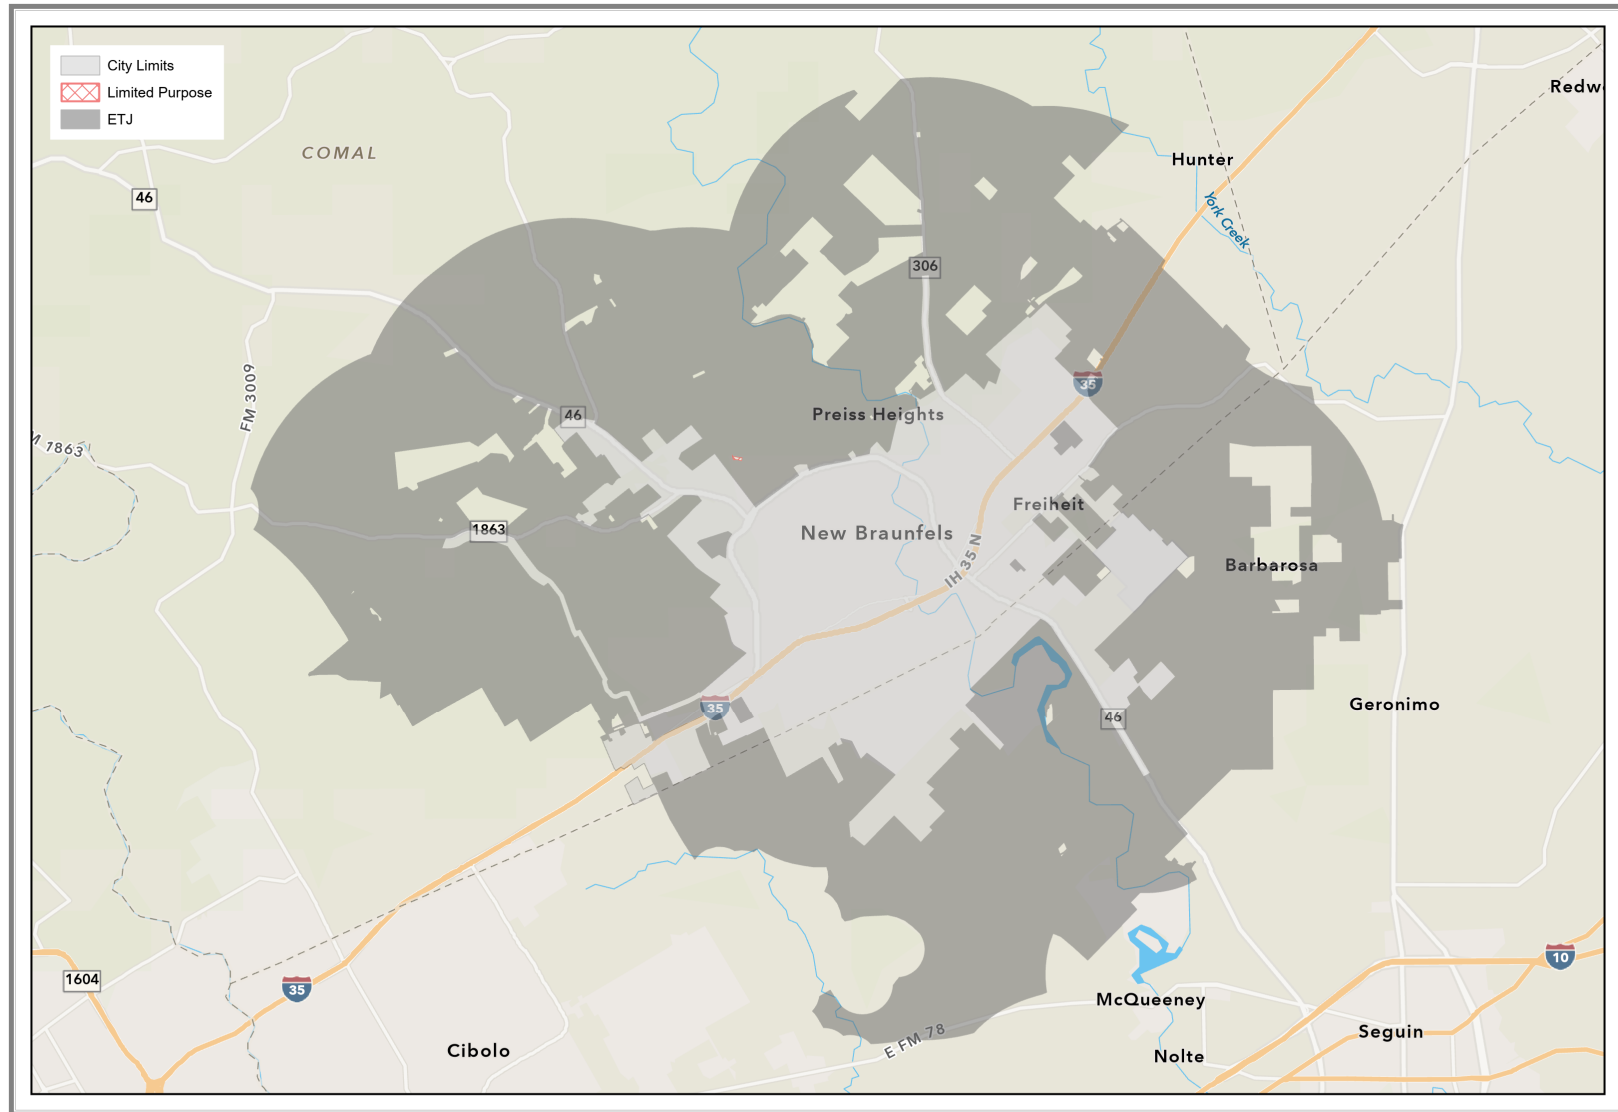 City Limits
Limited Purpose
ETJ
COMAL
Redw
Hunter
46
York Creek
306
FM 3009
35
46
Preiss Heights
M 1863
Freiheit
1863
New Braunfels
IH 35 N
Barbarosa
35
46
Geronimo
1604
35
10
McQueeney
Seguin
E FM 78
Cibolo
Nolte